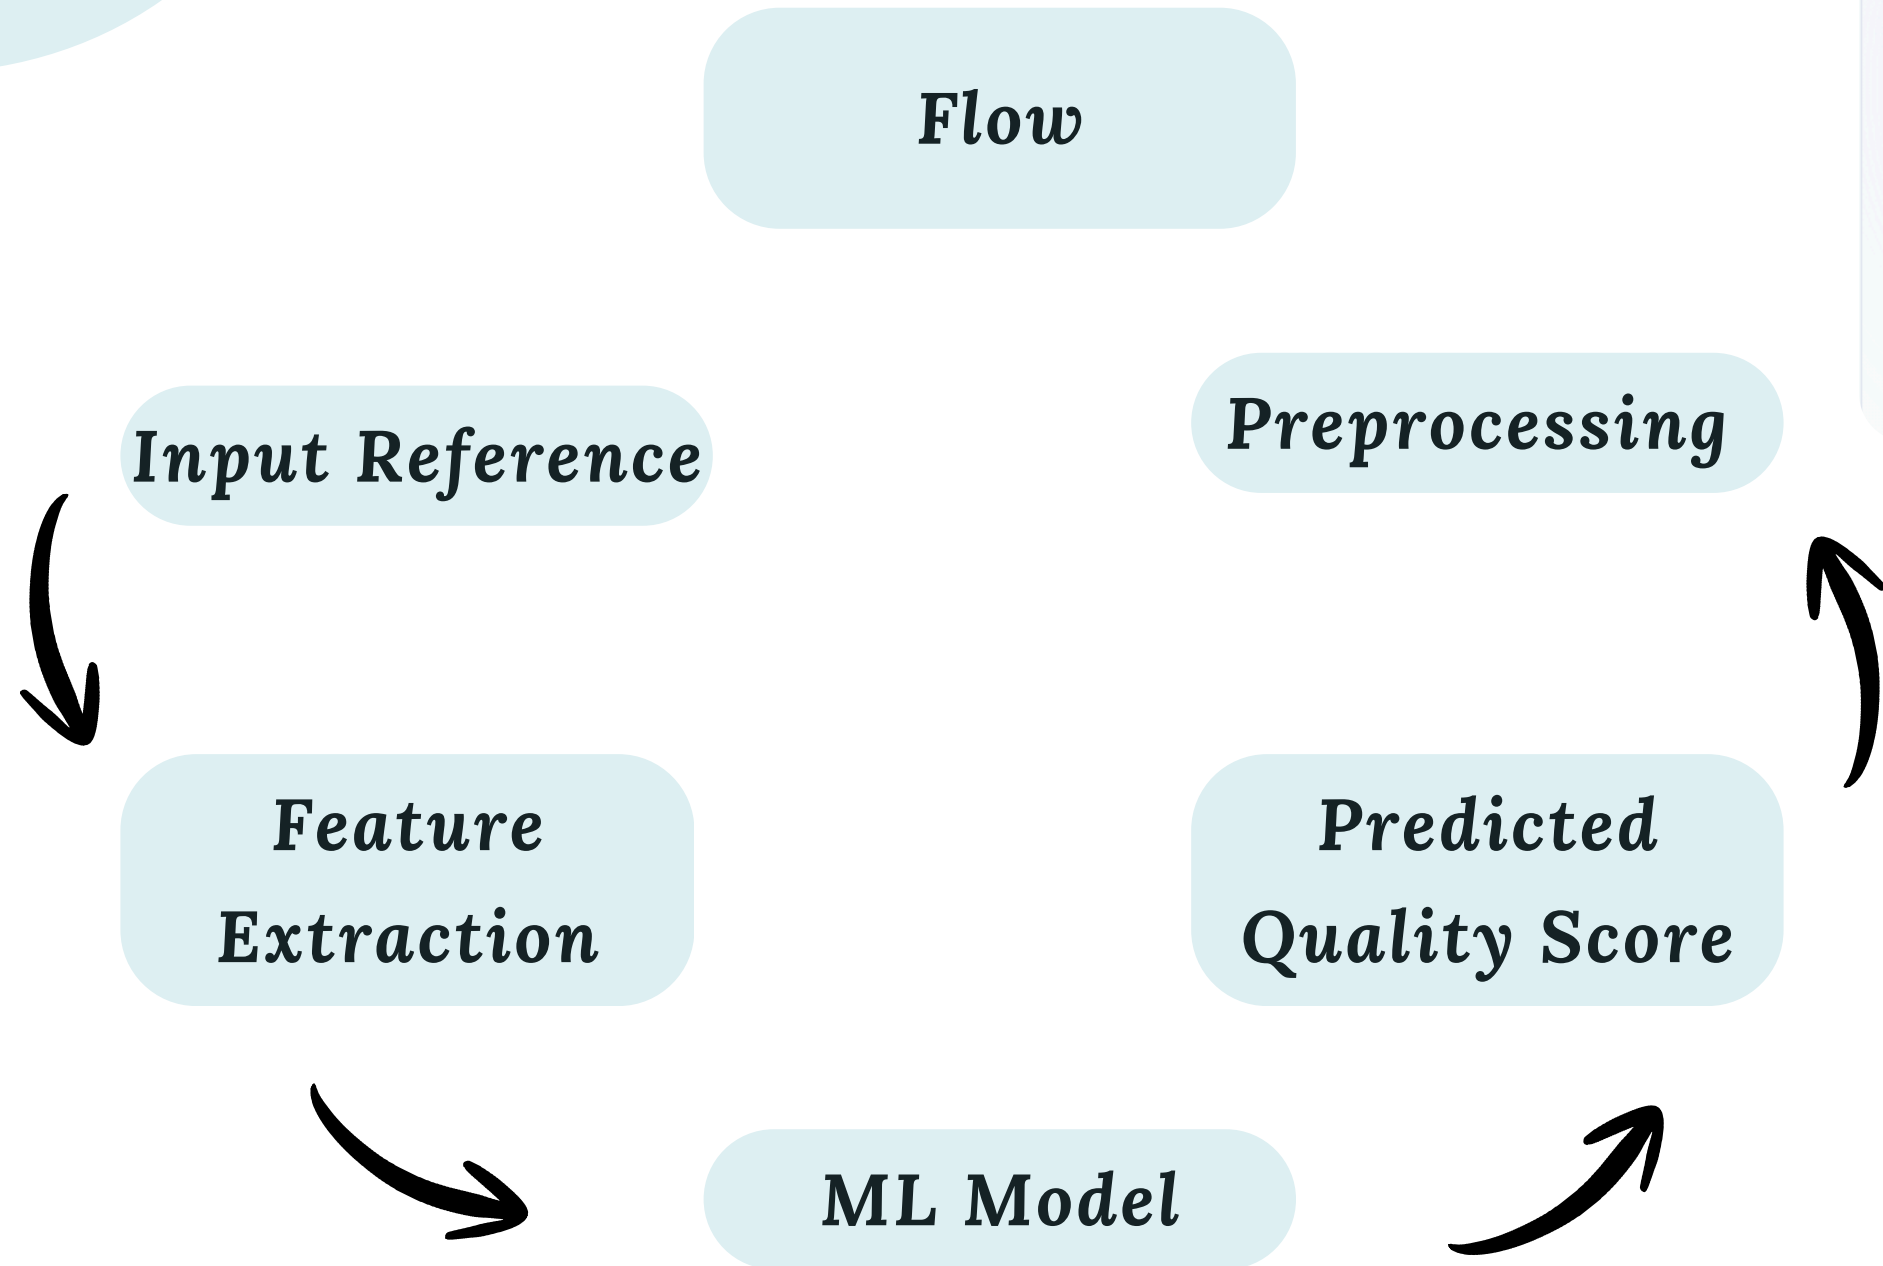 Flow
Input Reference
Preprocessing
Feature
Extraction
Predicted
Quality Score
ML Model